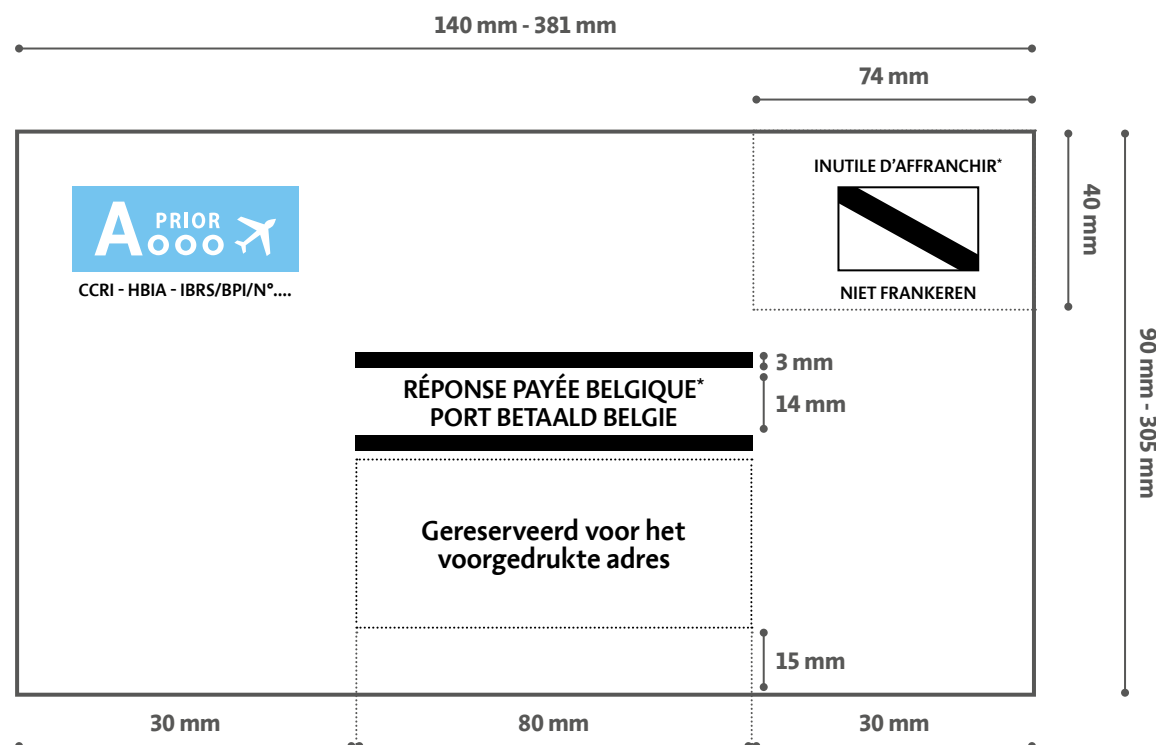 140 mm - 381 mm
74 mm
INUTILE D'AFFRANCHIR*
A PRIOR
CCRI - HBIA - IBRS/BPI/N°....
NIET FRANKEREN
40 mm
3 mm
RÉPONSE PAYÉE BELGIQUE*
PORT BETAALD BELGIE
14 mm
90 mm - 305 mm
Gereserveerd voor het
voorgedrukte adres
15 mm
30 mm
80 mm
30 mm